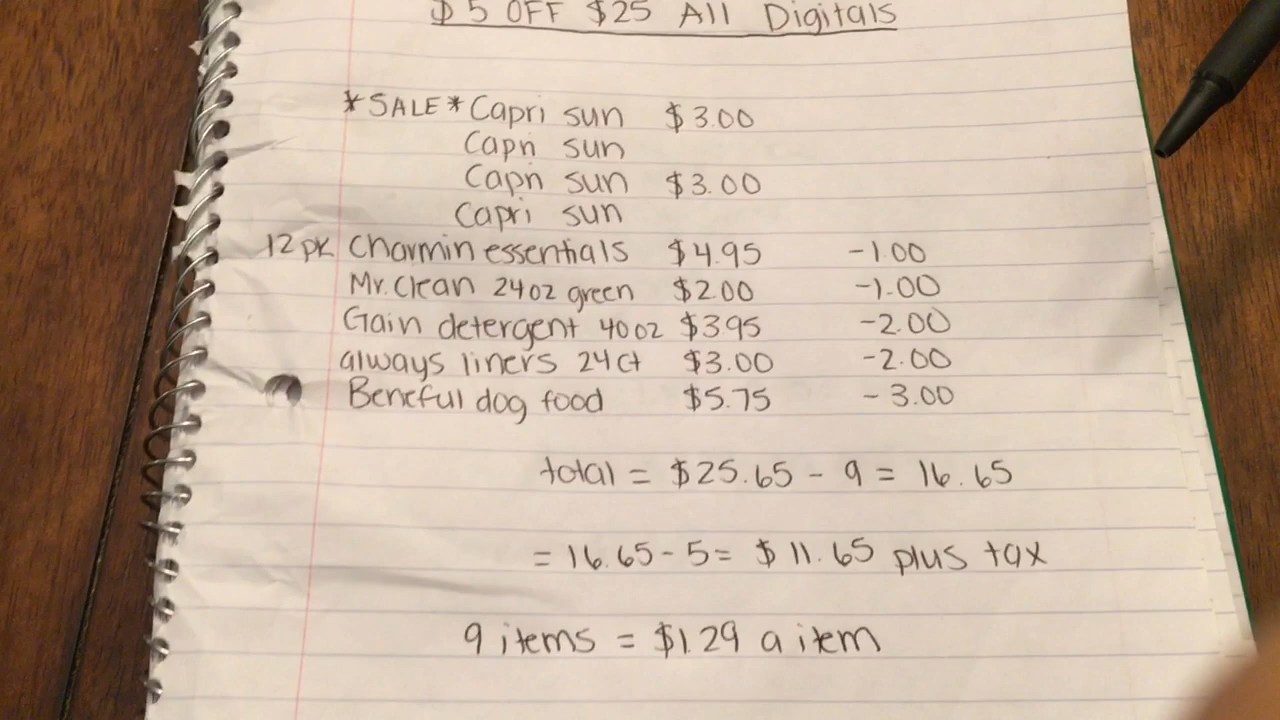 $5 OFF $25 All Digitals
*SALE* Capri sun $3.00
Capri sun
Capri sun $3.00
Capri sun
12pk Charmin essentials $4.95 -1.00
Mr. Clean 24oz green $2.00 -1.00
Gain detergent 40oz $3.95 -2.00
always liners 24ct $3.00 -2.00
Beneful dog food $5.75 -3.00
total = $25.65 - 9 = 16.65
= 16.65 - 5 = $11.65 plus tax
9 items = $1.29 a item